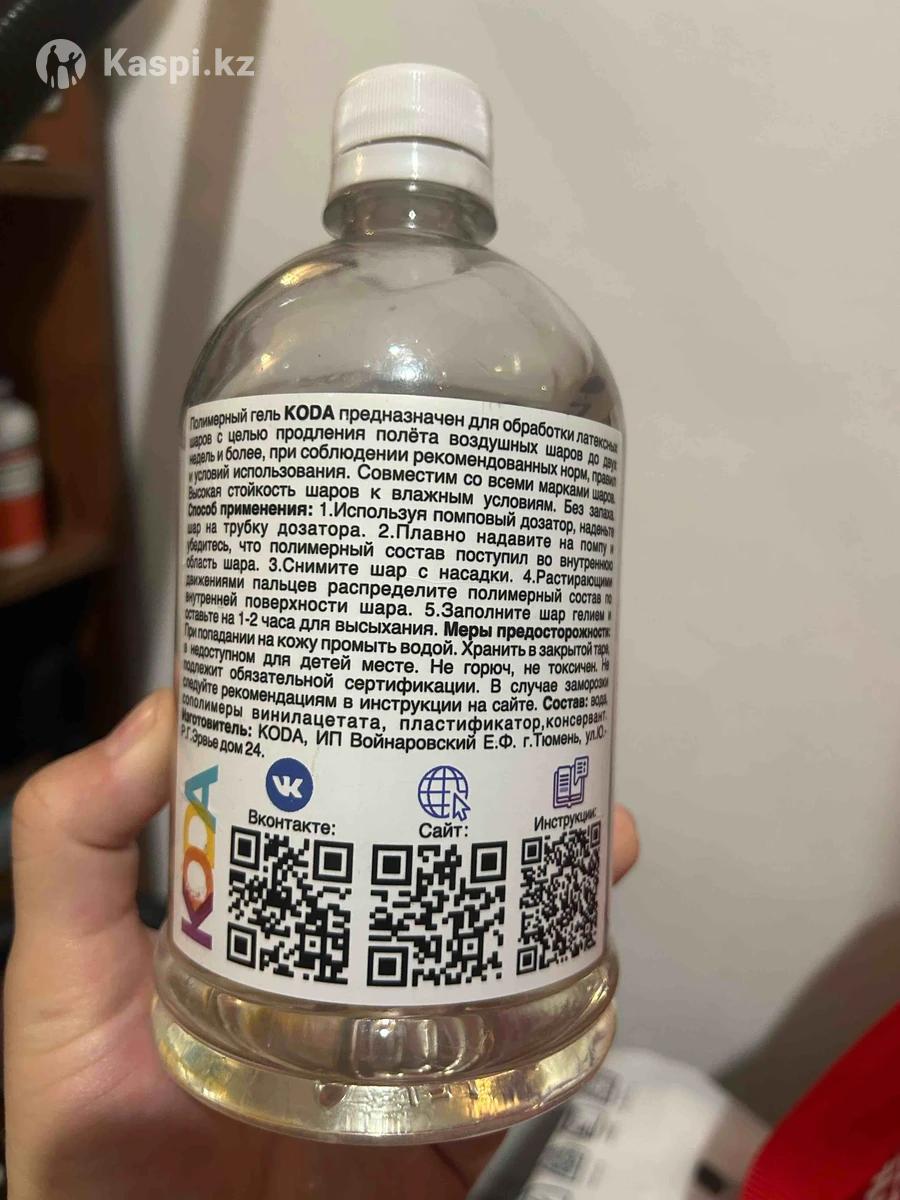 Kaspi.kz
Полимерный гель KODA предназначен для обработки латексных
шаров с целью продления полёта воздушных шаров до двух
недель и более, при соблюдении рекомендованных норм, правил
и условий использования. Совместим со всеми марками шаров.
Высокая стойкость шаров к влажным условиям. Без запаха.
Способ применения: 1.Используя помповый дозатор, наденьте
шар на трубку дозатора. 2.Плавно надавите на помпу и
убедитесь, что полимерный состав поступил во внутреннюю
область шара. 3.Снимите шар с насадки. 4.Растирающими
движениями пальцев распределите полимерный состав по
внутренней поверхности шара. 5.Заполните шар гелием и
оставьте на 1-2 часа для высыхания. Меры предосторожности:
При попадании на кожу промыть водой. Хранить в закрытой таре,
в недоступном для детей месте. Не горюч, не токсичен. Не
подлежит обязательной сертификации. В случае заморозки
следуйте рекомендациям в инструкции на сайте. Состав: вода,
сополимеры винилацетата, пластификатор,консервант.
Изготовитель: KODA, ИП Войнаровский Е.Ф. г.Тюмень, ул.Ю.-
Р.Г.Эрвье дом 24.
Вконтакте:
Сайт:
Инструкции:
KODA